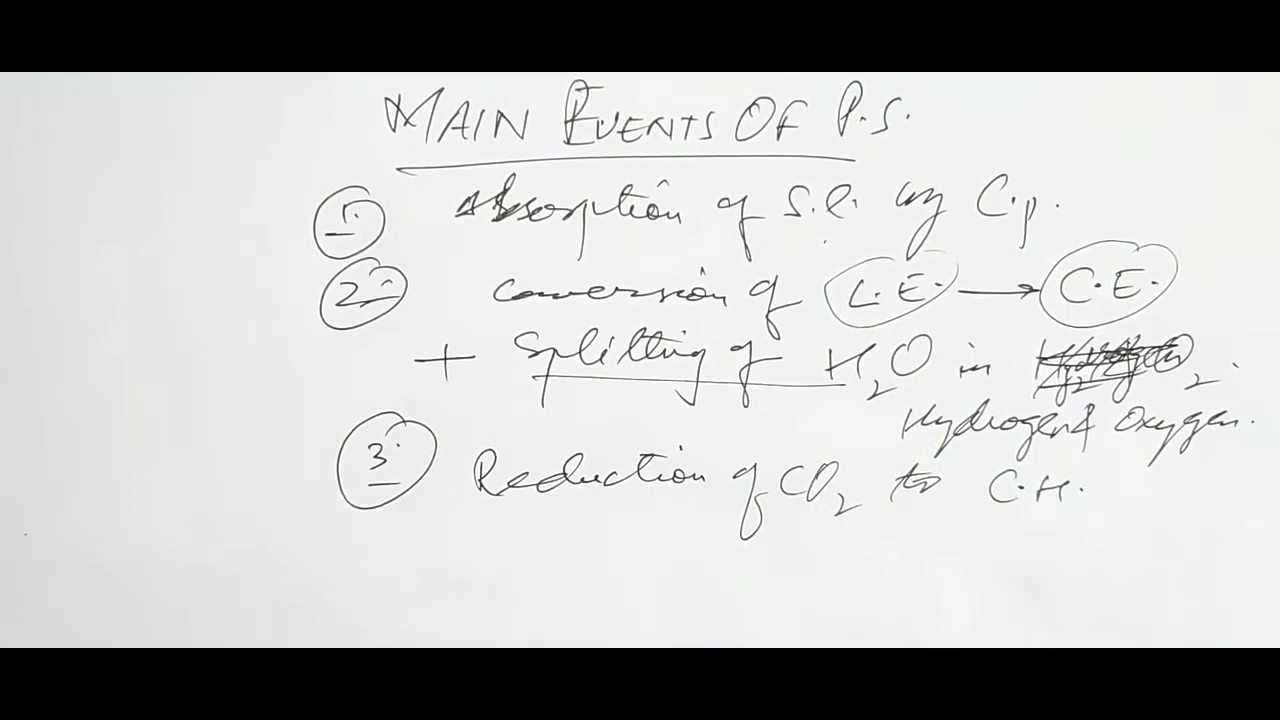 MAIN EVENTS OF P.S.
1. Absorption of S.l. by C.p.
2. Conversion of L.E. → C.E.
+ Splitting of H₂O in
Hydrogen & Oxygen.
3. Reduction of CO₂ to C.H.